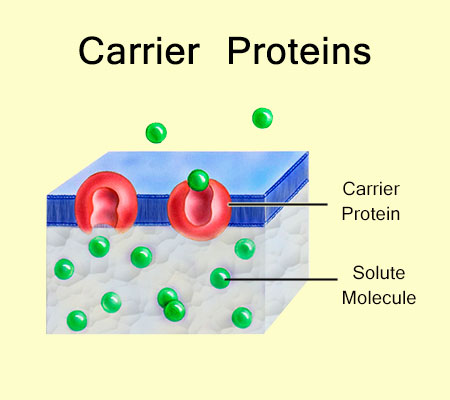 Carrier Proteins
Carrier
Protein
Solute
Molecule